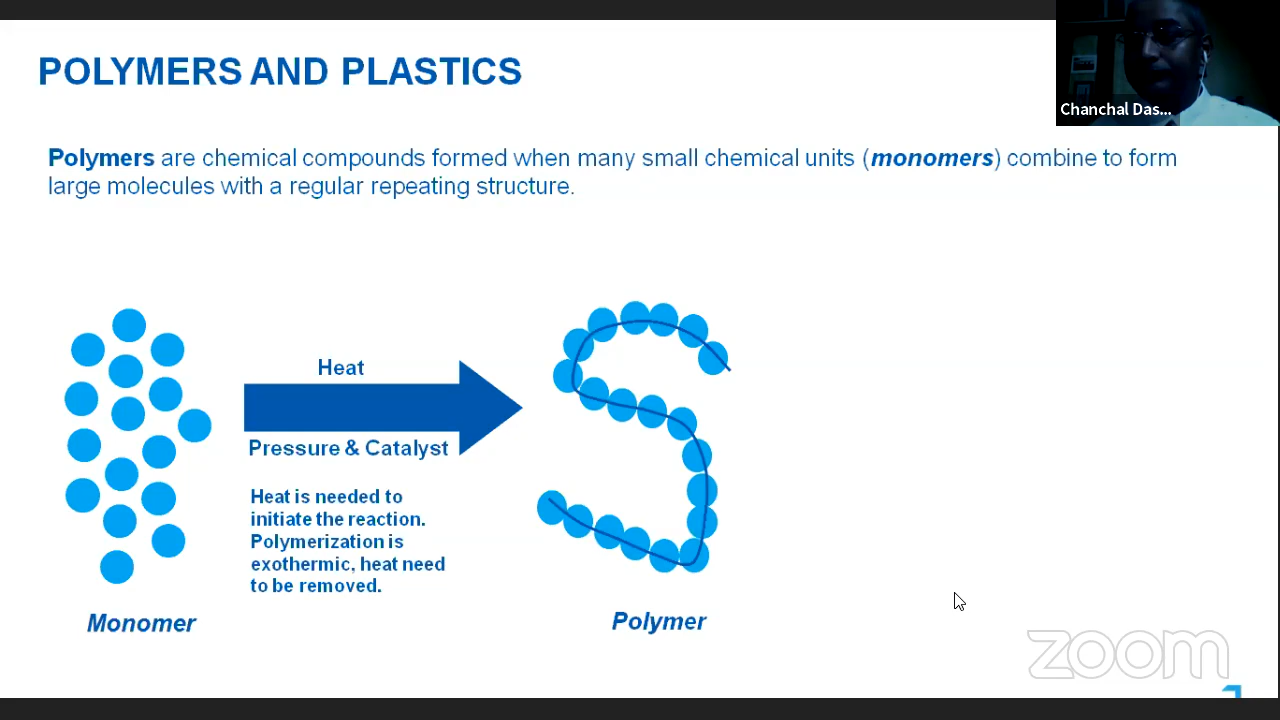 POLYMERS AND PLASTICS
Chanchal Das...
Polymers are chemical compounds formed when many small chemical units (monomers) combine to form
large molecules with a regular repeating structure.
Heat
Pressure & Catalyst
Heat is needed to
initiate the reaction.
Polymerization is
exothermic, heat need
to be removed.
Monomer
Polymer
zoom